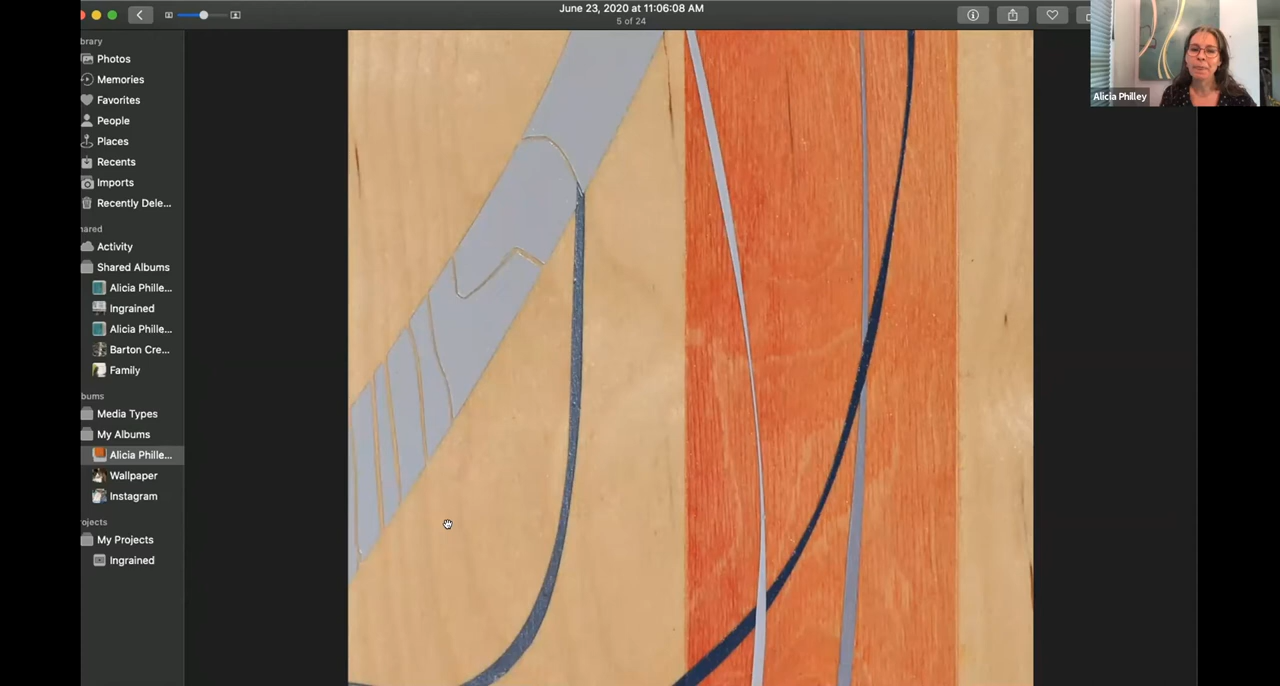 June 23, 2020 at 11:06:08 AM
5 of 24
Alicia Philley
brary
Photos
Memories
Favorites
People
Places
Recents
Imports
Recently Dele...
hared
Activity
Shared Albums
Alicia Phille...
Ingrained
Alicia Phille...
Barton Cre...
Family
bums
Media Types
My Albums
Alicia Phille...
Wallpaper
Instagram
ojects
My Projects
Ingrained